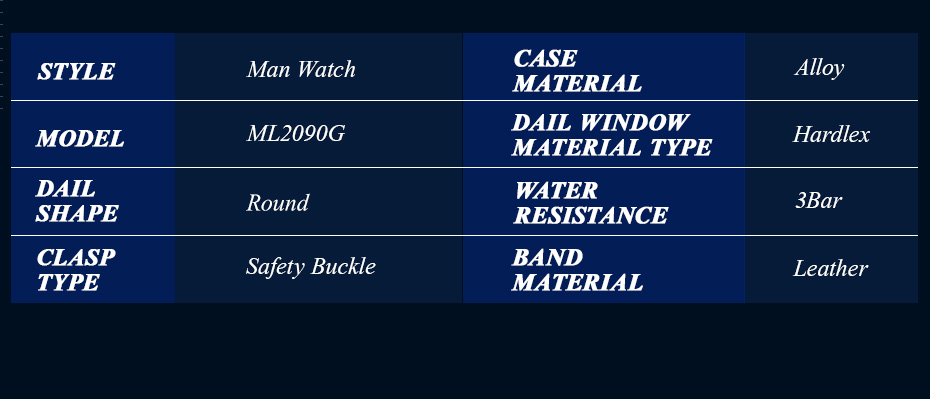 STYLE
Man Watch
CASE
MATERIAL
Alloy
MODEL
ML2090G
DAIL WINDOW
MATERIAL TYPE
Hardlex
DAIL
SHAPE
Round
WATER
RESISTANCE
3Bar
CLASP
TYPE
Safety Buckle
BAND
MATERIAL
Leather